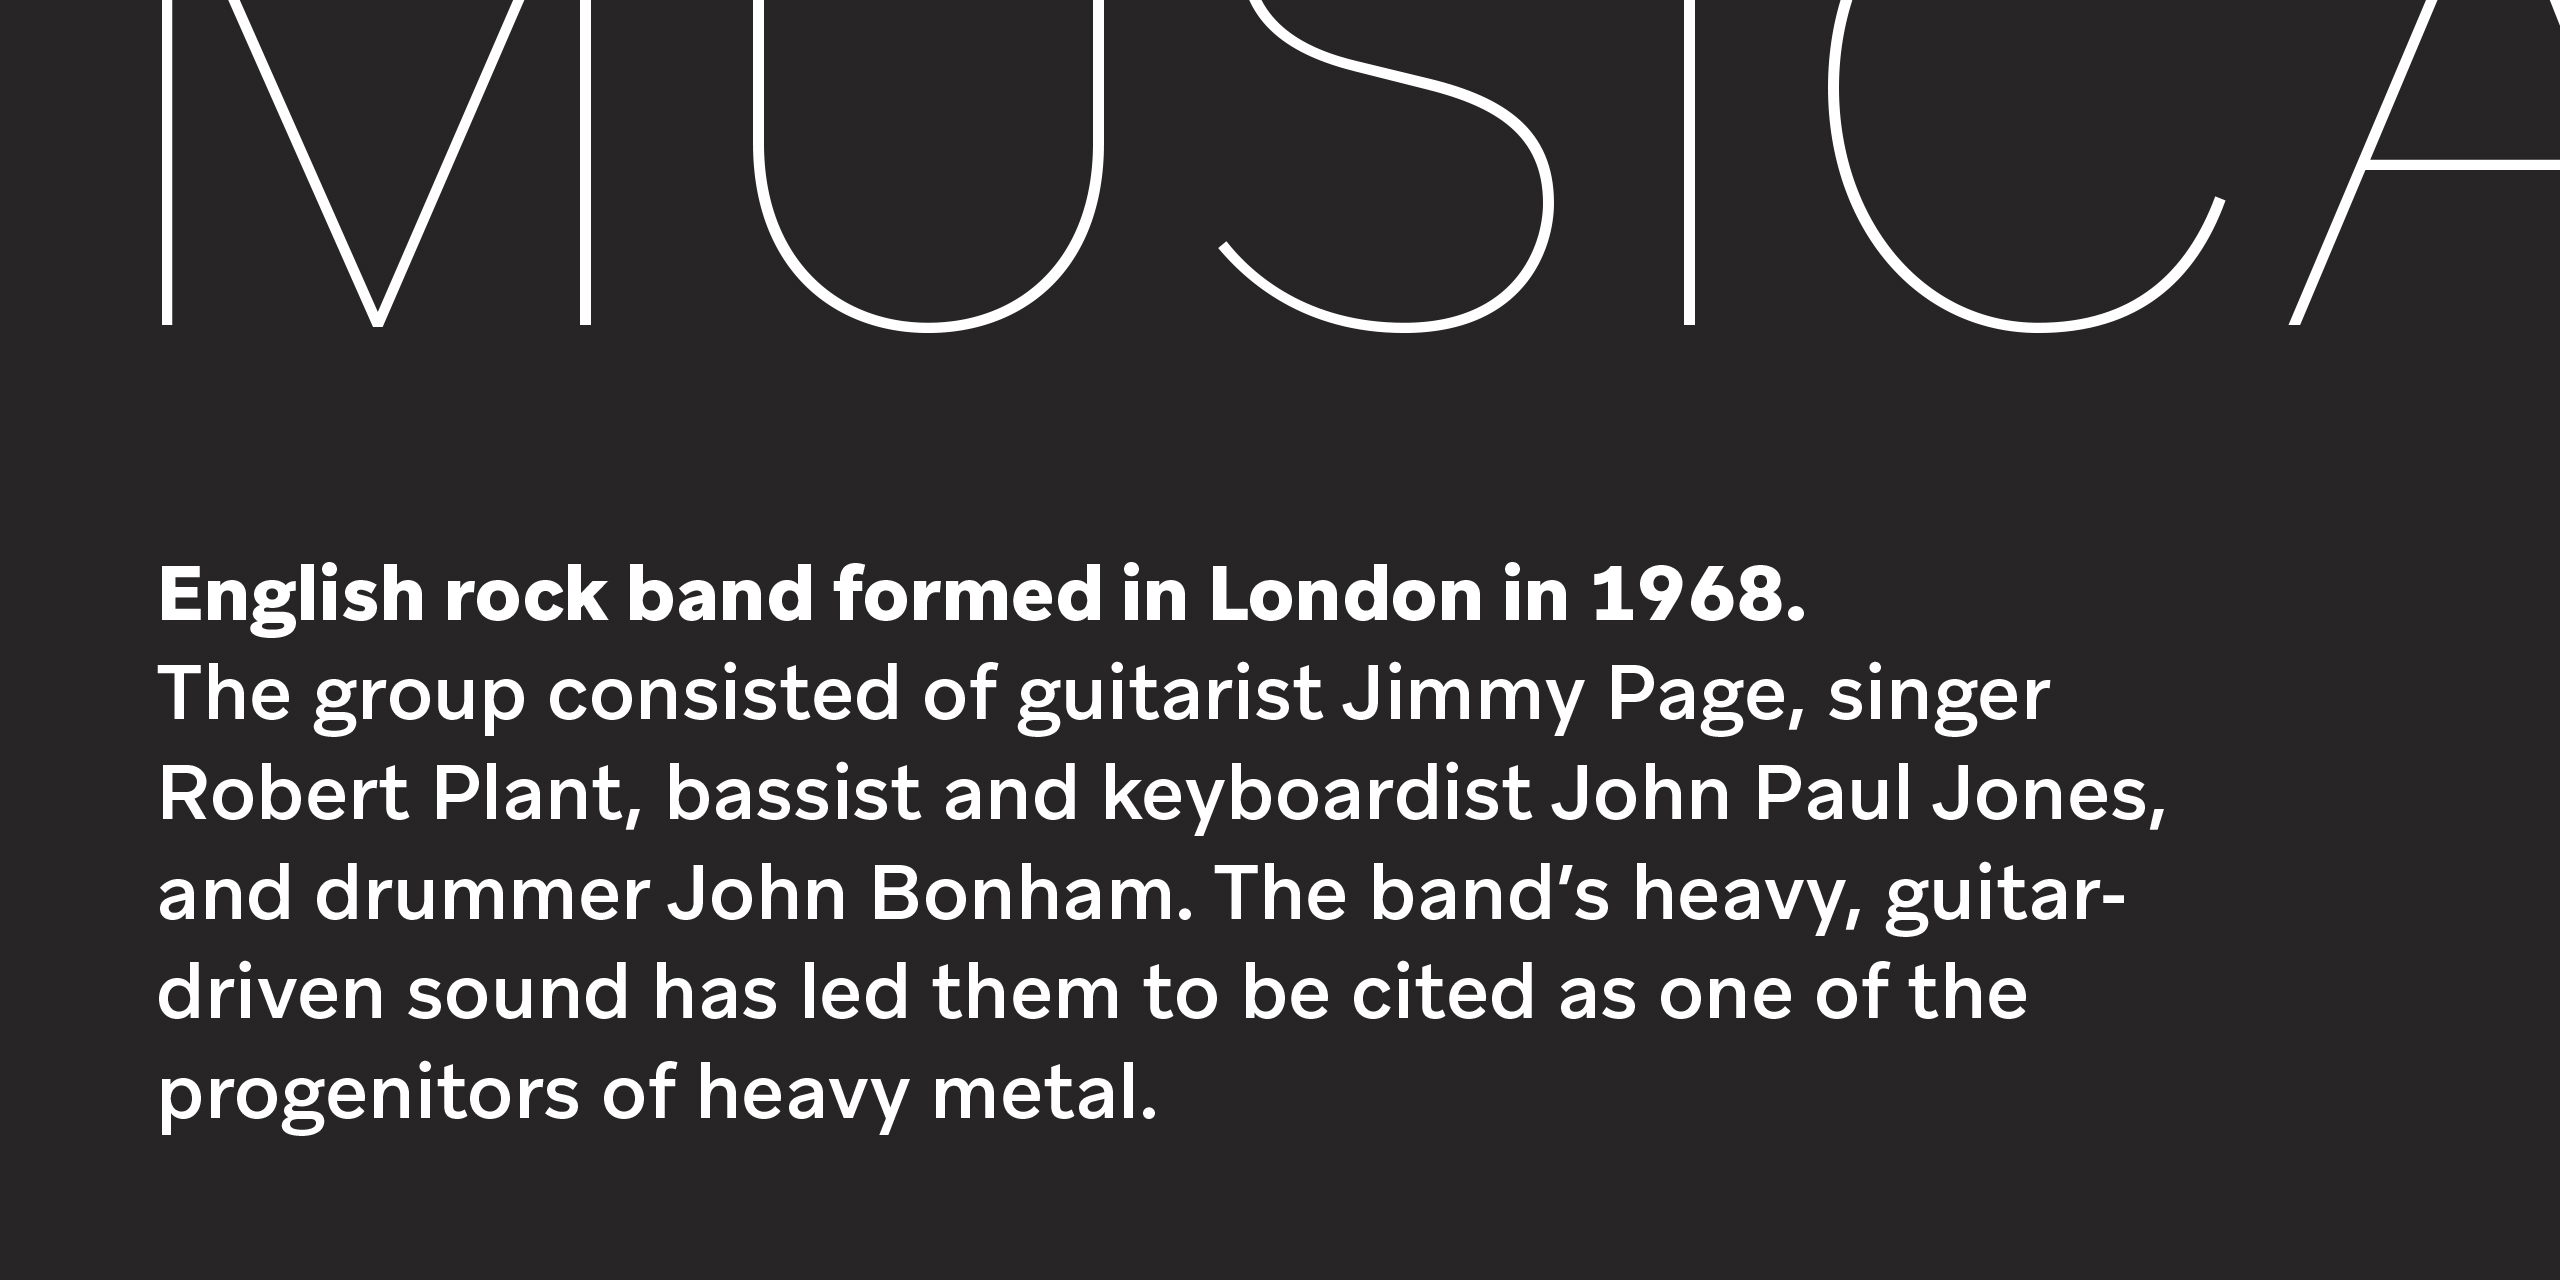 MUSICA
English rock band formed in London in 1968.
The group consisted of guitarist Jimmy Page, singer
Robert Plant, bassist and keyboardist John Paul Jones,
and drummer John Bonham. The band’s heavy, guitar-
driven sound has led them to be cited as one of the
progenitors of heavy metal.